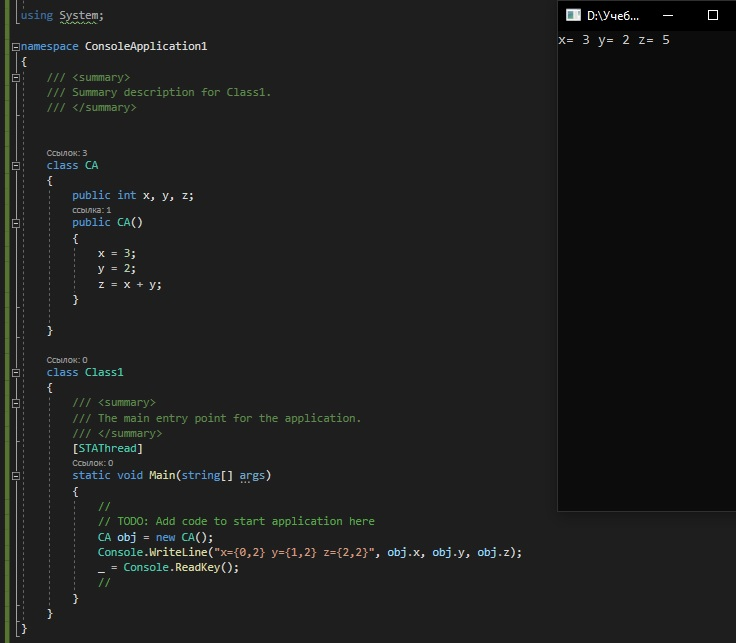 using System;
namespace ConsoleApplication1
{
/// <summary>
/// Summary description for Class1.
/// </summary>
Ссылок: 3
class CA
{
public int x, y, z;
ссылка: 1
public CA()
{
x = 3;
y = 2;
z = x + y;
}
}
Ссылок: 0
class Class1
{
/// <summary>
/// The main entry point for the application.
/// </summary>
[STAThread]
Ссылок: 0
static void Main(string[] args)
{
//
// TODO: Add code to start application here
CA obj = new CA();
Console.WriteLine("x={0,2} y={1,2} z={2,2}", obj.x, obj.y, obj.z);
_ = Console.ReadKey();
//
}
}
}
D:\Учеб...
x= 3 y= 2 z= 5